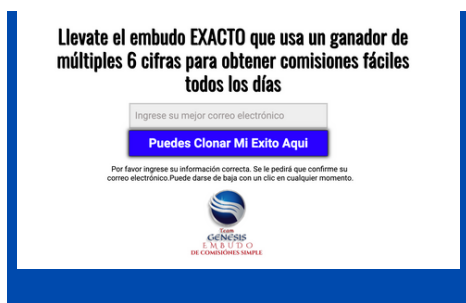 Llevate el embudo EXACTO que usa un ganador de
múltiples 6 cifras para obtener comisiones fáciles
todos los días
Ingrese su mejor correo electrónico
Puedes Clonar Mi Exito Aqui
Por favor ingrese su información correcta. Se le pedirá que confirme su
correo electrónico.Puede darse de baja con un clic en cualquier momento.
Team
GENESIS
EMBUDO
DE COMISIONES SIMPLE